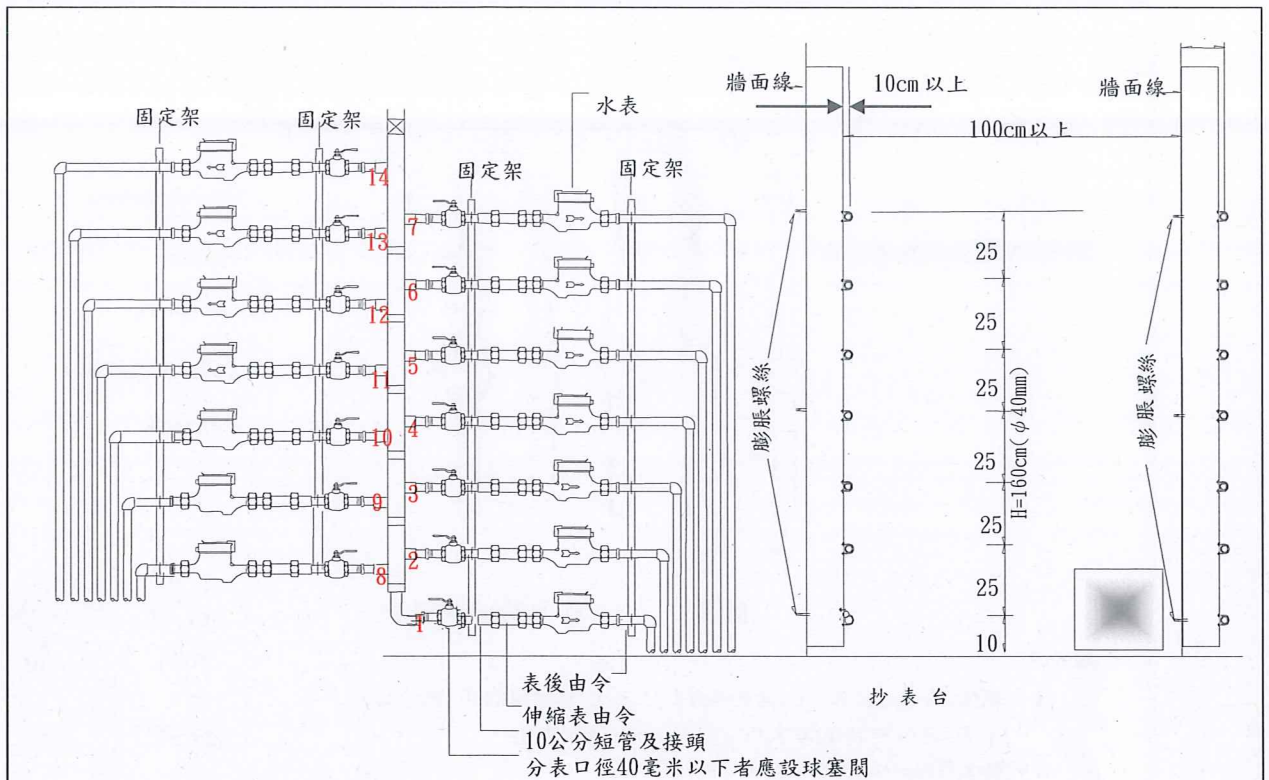 固定架
固定架
水表
固定架
固定架
牆面線
10cm 以上
100cm以上
牆面線
14
13
12
11
10
9
8
7
6
5
4
3
2
1
膨脹螺絲
25
25
25
25
25
25
10
H=160cm(φ40mm)
膨脹螺絲
表後由令
伸縮表由令
10公分短管及接頭
分表口徑40毫米以下者應設球塞閥
抄表台